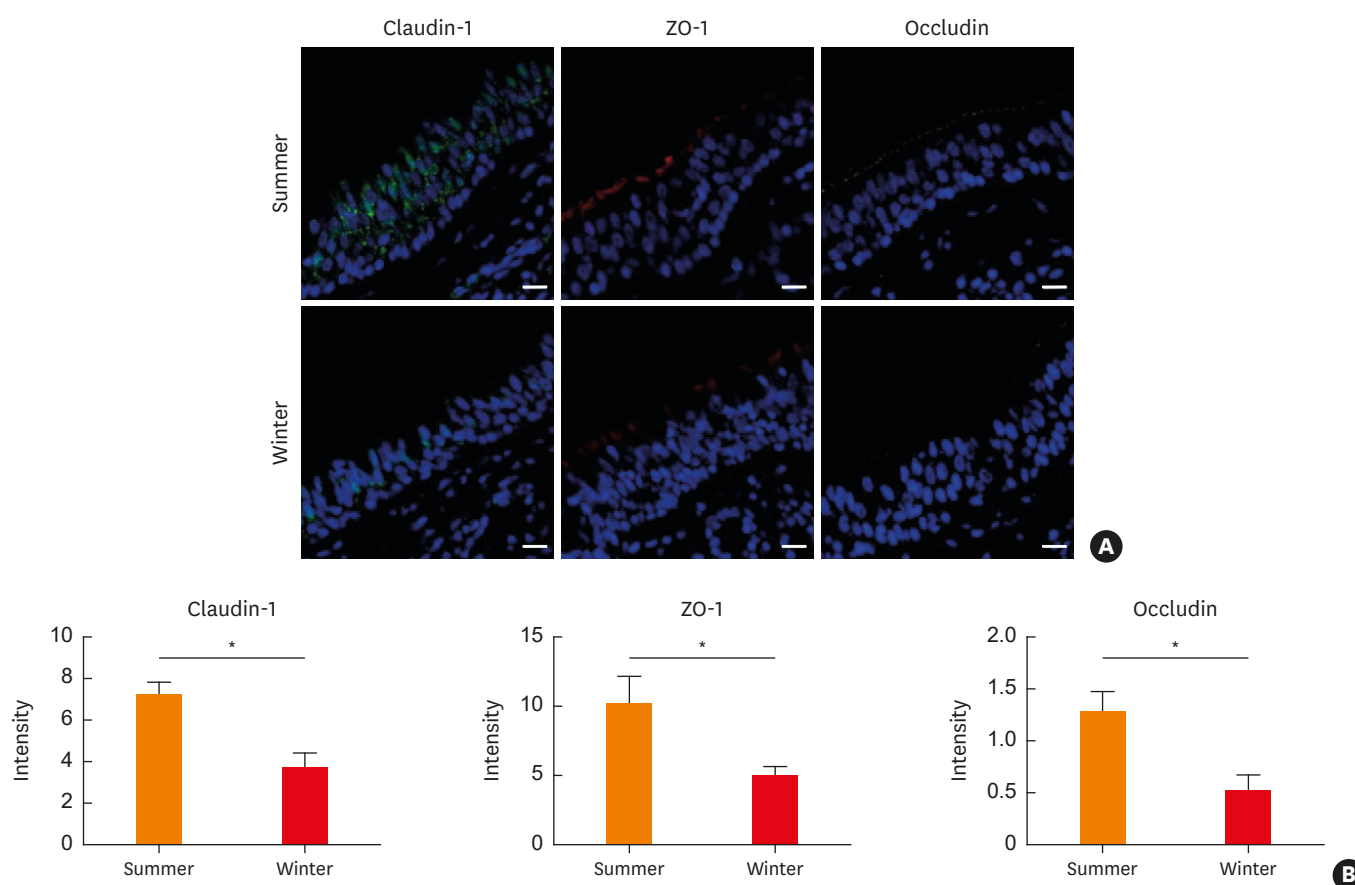 Claudin-1 ZO-1 Occludin
Summer
Winter
A
Claudin-1 ZO-1 Occludin
Intensity
10
8
6
4
2
0
*
Summer Winter
Intensity
15
10
5
0
*
Summer Winter
Intensity
2.0
1.5
1.0
0.5
0
*
Summer Winter
B